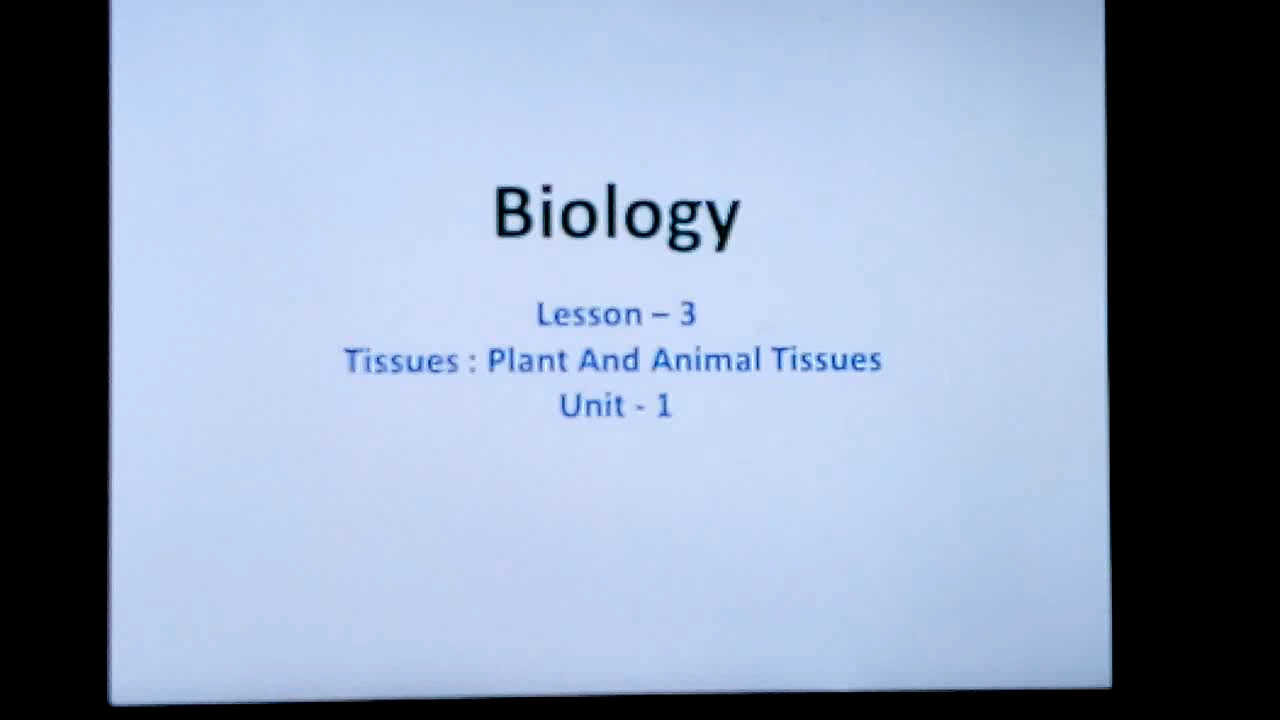 Biology
Lesson – 3
Tissues : Plant And Animal Tissues
Unit - 1